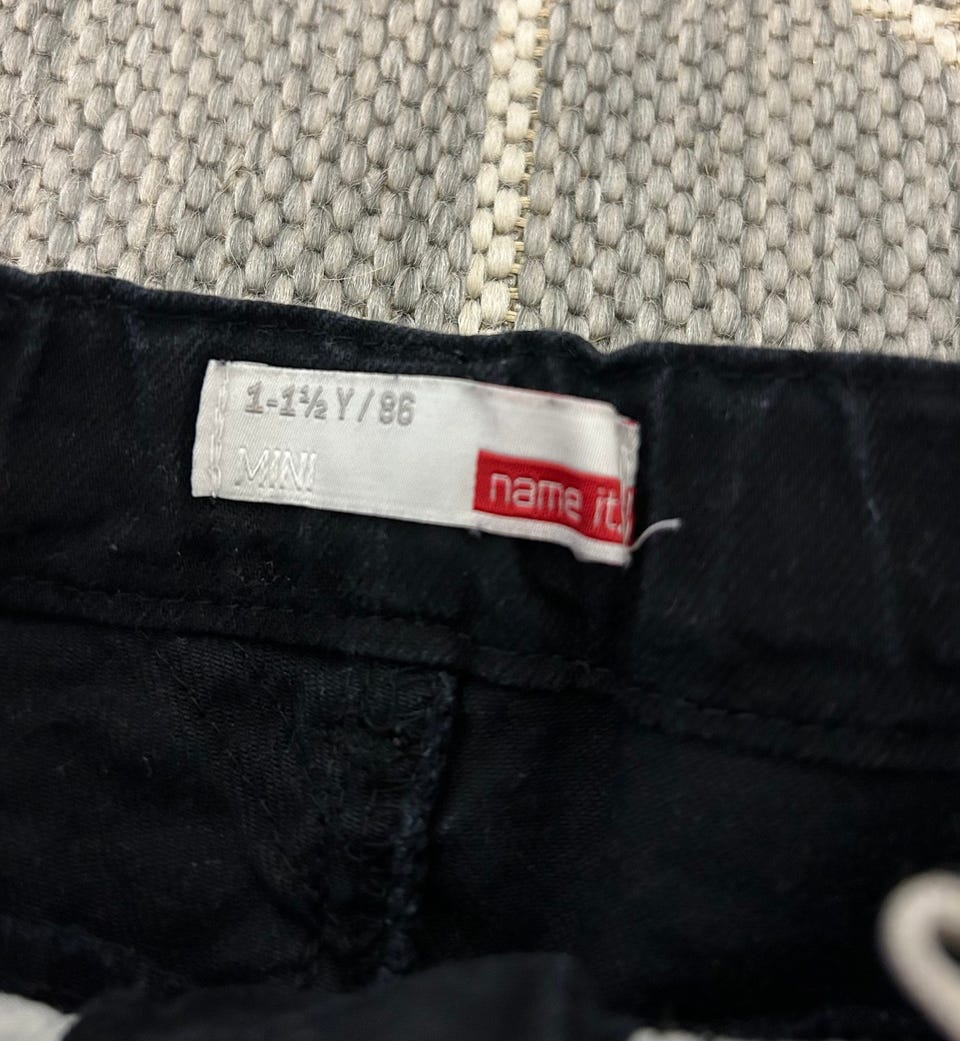 1-1½ Y / 86
MINI
name it.